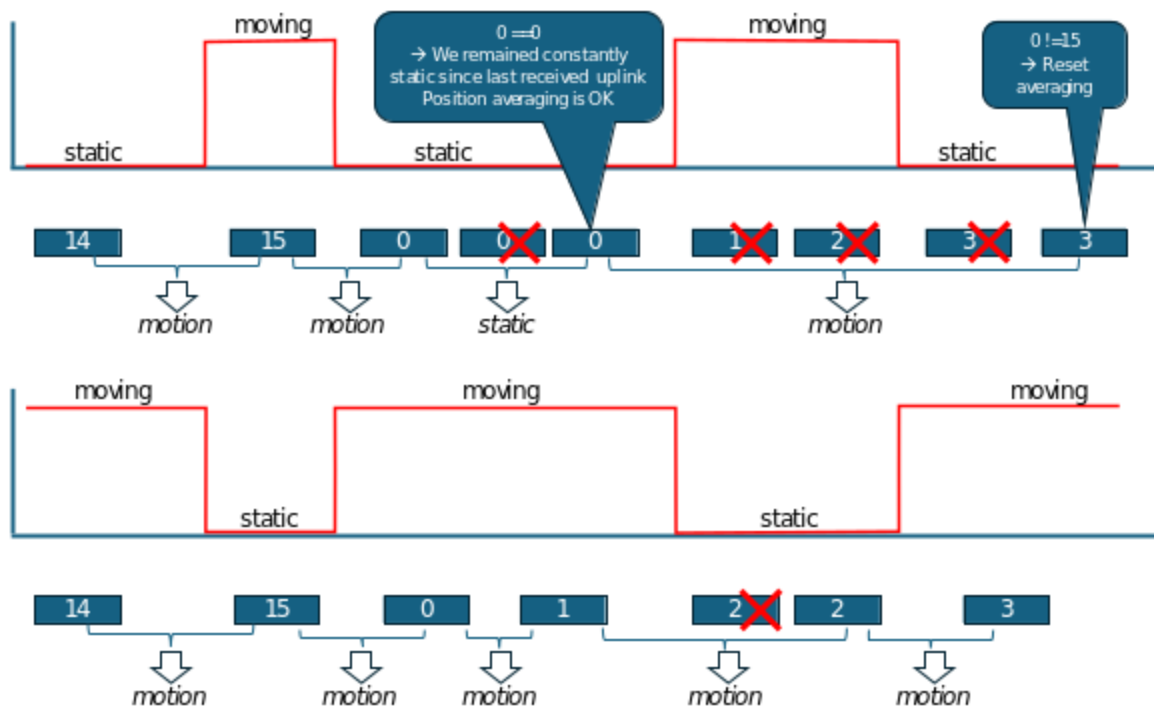 moving
moving
0 ==0
→ We remained constantly
static since last received uplink
Position averaging is OK
0 !=15
→ Reset
averaging
static
static
static
14
15
0
0
0
1
2
3
3
motion
motion
static
motion
moving
moving
moving
static
static
14
15
0
1
2
2
3
motion
motion
motion
motion
motion